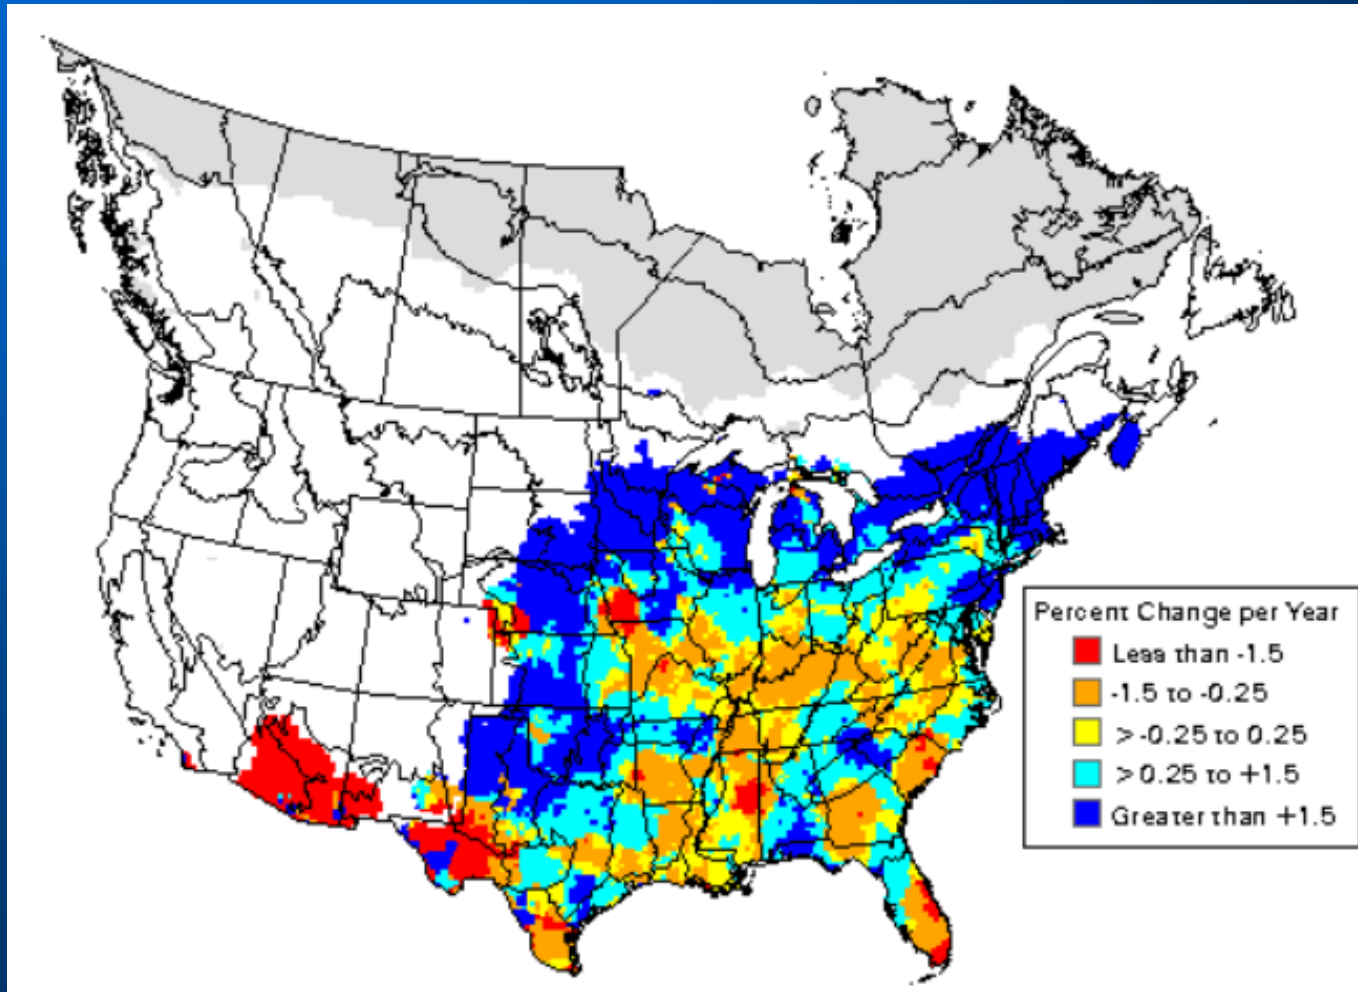 Percent Change per Year
Less than -1.5
-1.5 to -0.25
> -0.25 to 0.25
> 0.25 to +1.5
Greater than +1.5